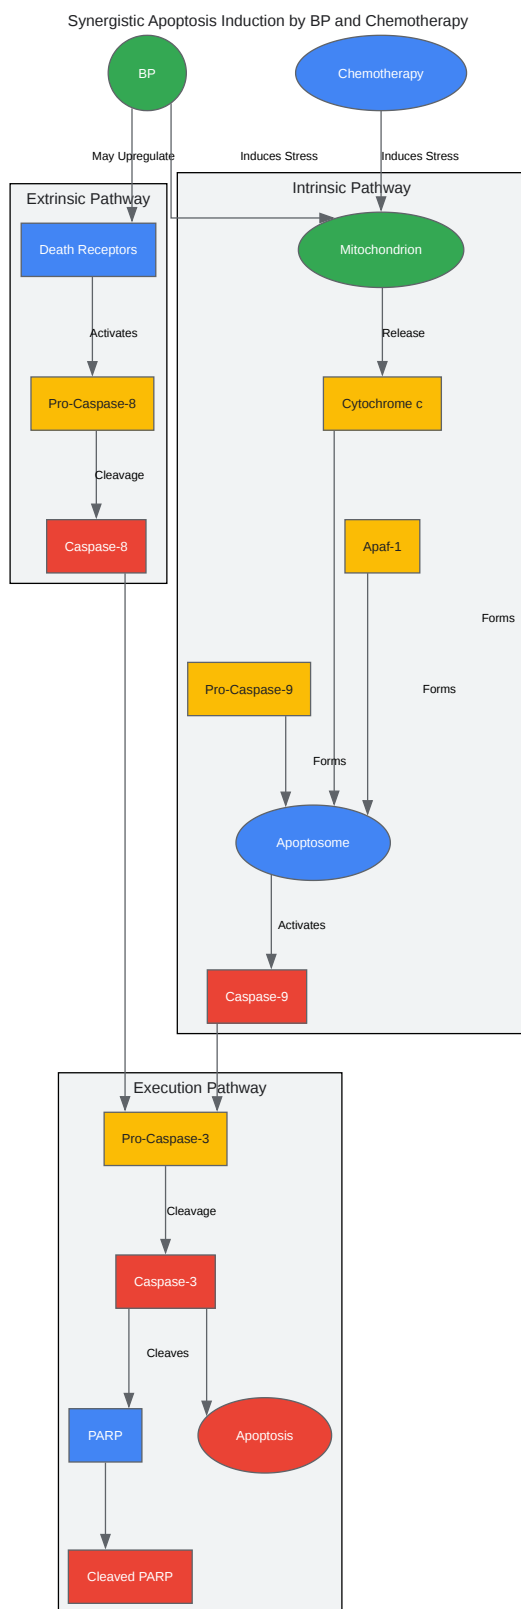 Synergistic Apoptosis Induction by BP and Chemotherapy
BP
Chemotherapy
May Upregulate
Induces Stress
Induces Stress
Extrinsic Pathway
Intrinsic Pathway
Death Receptors
Mitochondrion
Activates
Release
Pro-Caspase-8
Cytochrome c
Cleavage
Caspase-8
Apaf-1
Forms
Pro-Caspase-9
Forms
Forms
Apoptosome
Activates
Caspase-9
Execution Pathway
Pro-Caspase-3
Cleavage
Caspase-3
Cleaves
PARP
Apoptosis
Cleaved PARP